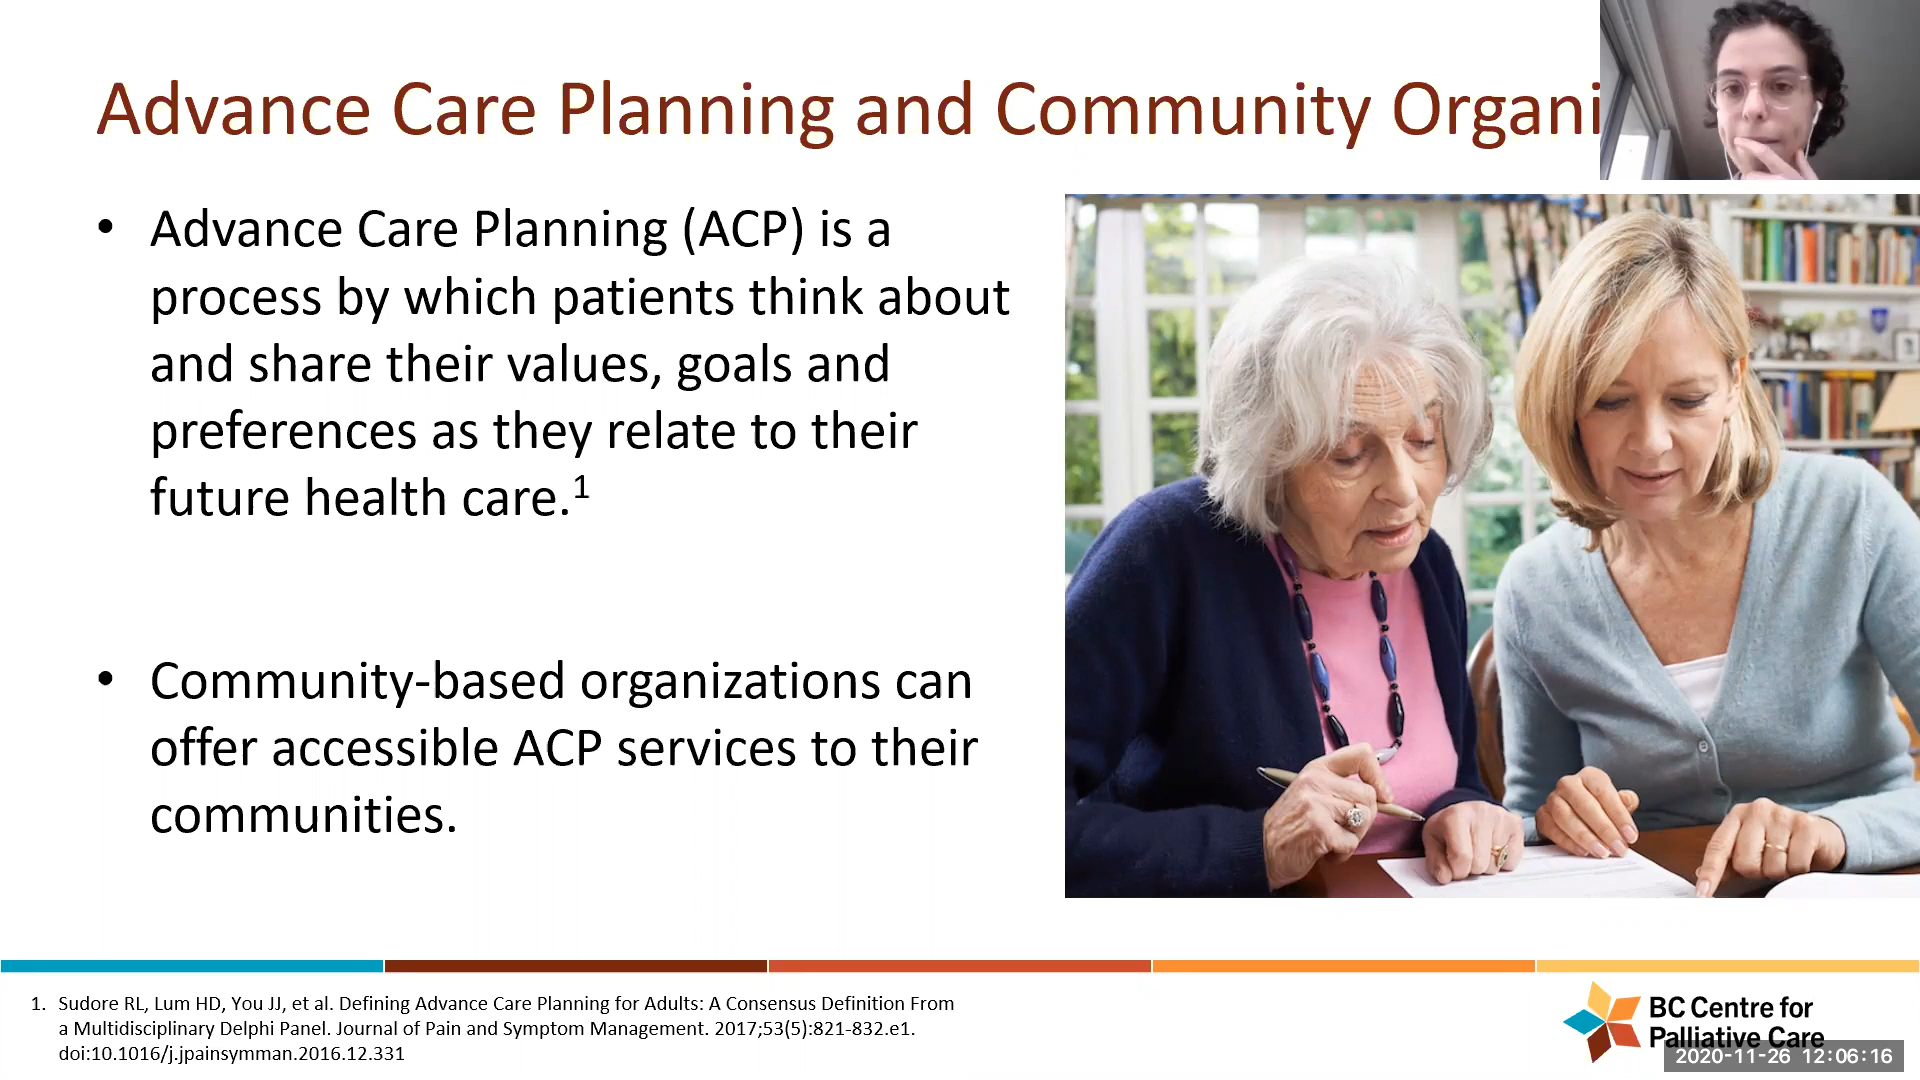 Advance Care Planning and Community Organi
• Advance Care Planning (ACP) is a
process by which patients think about
and share their values, goals and
preferences as they relate to their
future health care.¹
• Community-based organizations can
offer accessible ACP services to their
communities.
1. Sudore RL, Lum HD, You JJ, et al. Defining Advance Care Planning for Adults: A Consensus Definition From
a Multidisciplinary Delphi Panel. Journal of Pain and Symptom Management. 2017;53(5):821-832.e1.
doi:10.1016/j.jpainsymman.2016.12.331
BC Centre for
Palliative Care
2020-11-26 12:06:16